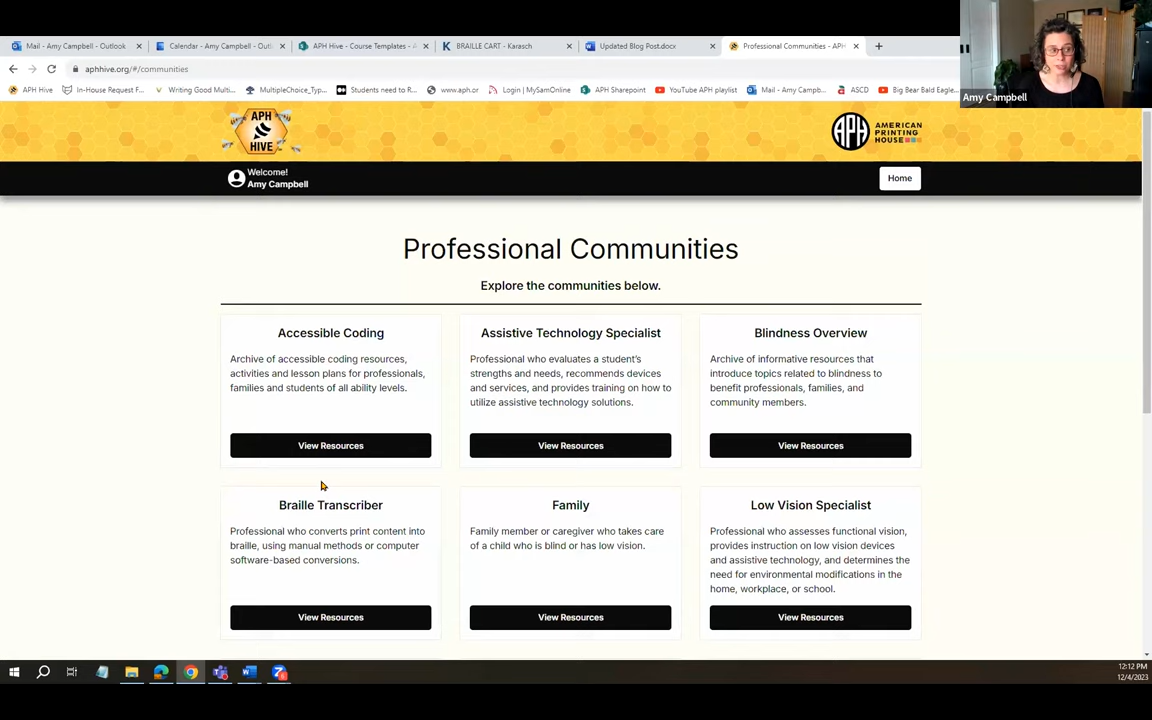 Mail - Amy Campbell - Outlook
Calendar - Amy Campbell - Outl
APH Hive - Course Templates - A
BRAILLE CART - Karasch
Updated Blog Post.docx
Professional Communities - APH
aphhive.org/#/communities
APH Hive
In-House Request F...
Writing Good Multi...
MultipleChoice_Typ...
Students need to R...
www.aph.or
Login | MySamOnline
APH Sharepoint
YouTube APH playlist
Mail - Amy Campb...
ASCD
Big Bear Bald Eagle...
Amy Campbell
APH
HIVE
APH
AMERICAN
PRINTING
HOUSE
Welcome!
Amy Campbell
Home
Professional Communities
Explore the communities below.
Accessible Coding
Archive of accessible coding resources,
activities and lesson plans for professionals,
families and students of all ability levels.
View Resources
Assistive Technology Specialist
Professional who evaluates a student's
strengths and needs, recommends devices
and services, and provides training on how to
utilize assistive technology solutions.
View Resources
Blindness Overview
Archive of informative resources that
introduce topics related to blindness to
benefit professionals, families, and
community members.
View Resources
Braille Transcriber
Professional who converts print content into
braille, using manual methods or computer
software-based conversions.
View Resources
Family
Family member or caregiver who takes care
of a child who is blind or has low vision.
View Resources
Low Vision Specialist
Professional who assesses functional vision,
provides instruction on low vision devices
and assistive technology, and determines the
need for environmental modifications in the
home, workplace, or school.
View Resources
12:12 PM
12/4/2023